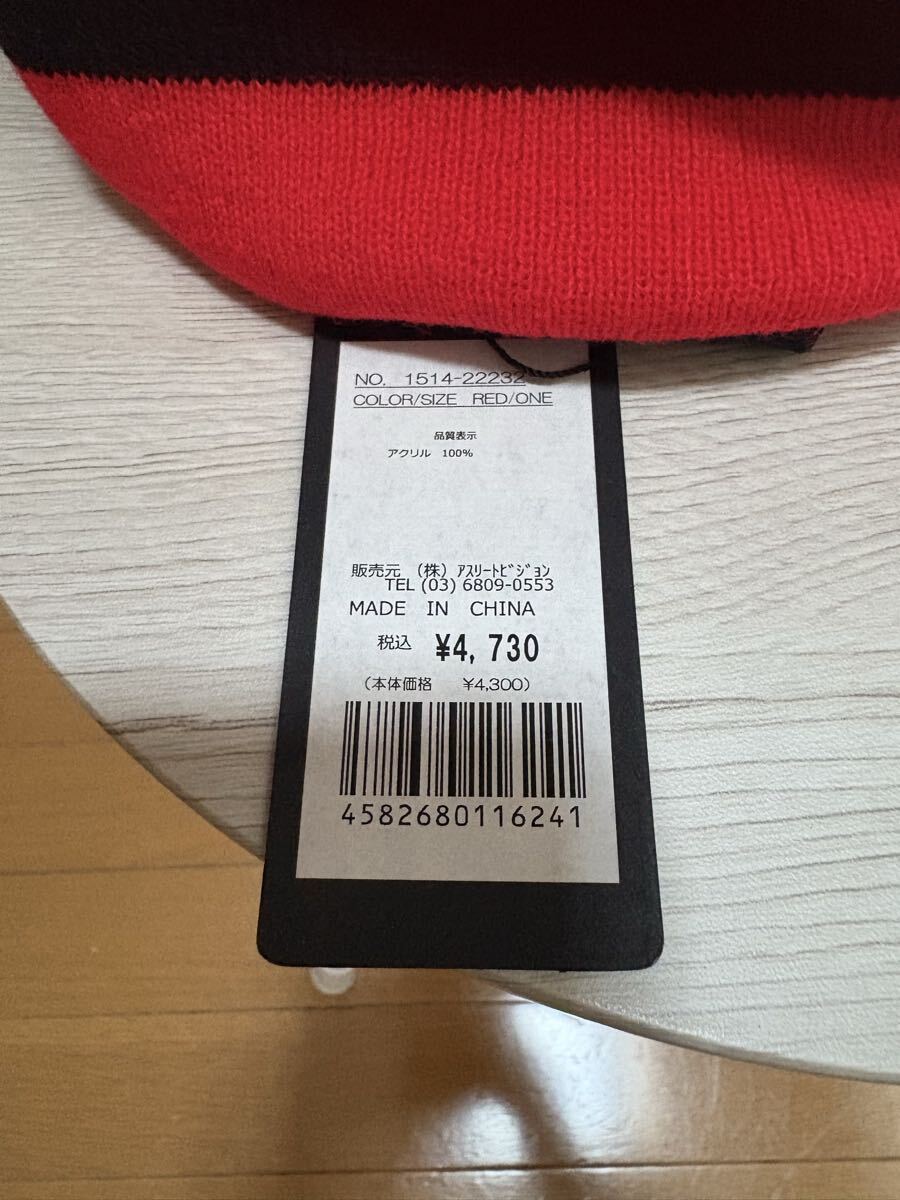 NO. 1514-22232
COLOR/SIZE RED/ONE
品質表示
アクリル 100%
販売元 (株) ｱｽﾘｰﾄﾋﾞｼﾞｮﾝ
TEL (03) 6809-0553
MADE IN CHINA
税込 ¥4,730
(本体価格 ¥4,300)
4582680116241